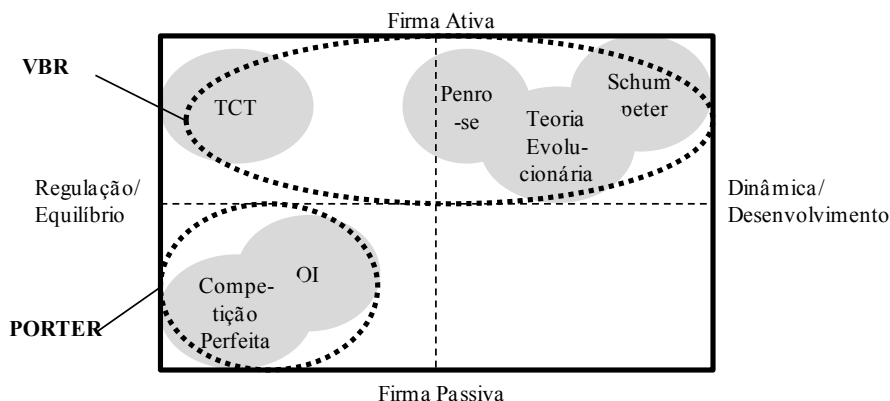 Firma Ativa
VBR
TCT
Penro
-se
Schum
peter
Teoria
Evolu-
cionária
Regulação/
Equilíbrio
Dinâmica/
Desenvolvimento
OI
Compe-
tição
Perfeita
PORTER
Firma Passiva